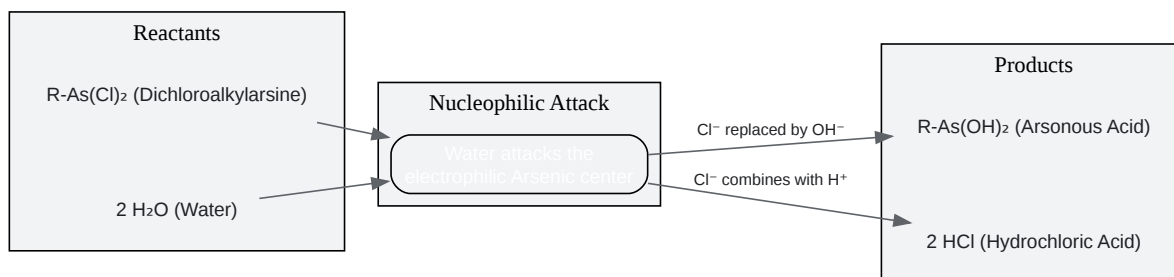 Reactants
R-As(Cl)₂ (Dichloroalkylarsine)
2 H₂O (Water)
Nucleophilic Attack
Water attacks the
electrophilic Arsenic center
Cl⁻ replaced by OH⁻
Cl⁻ combines with H⁺
Products
R-As(OH)₂ (Arsonous Acid)
2 HCl (Hydrochloric Acid)